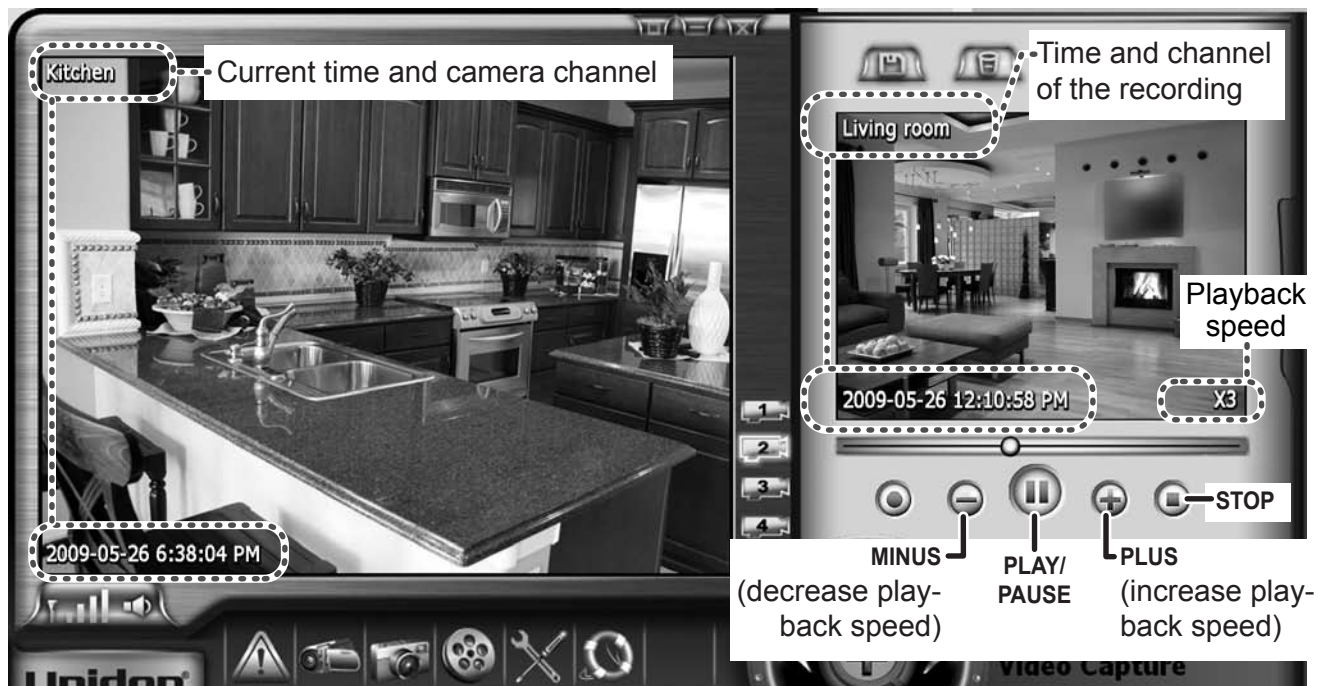 Kitchen
Current time and camera channel
Time and channel
of the recording
Living room
Playback
speed
2009-05-26 12:10:58 PM
X3
1
2
3
4
STOP
MINUS
(decrease play-
back speed)
PLAY/
PAUSE
PLUS
(increase play-
back speed)
2009-05-26 6:38:04 PM
Uniden®
Video Capture